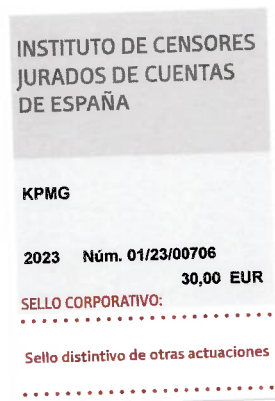 INSTITUTO DE CENSORES
JURADOS DE CUENTAS
DE ESPAÑA
KPMG
2023 Núm. 01/23/00706
30,00 EUR
SELLO CORPORATIVO:
Sello distintivo de otras actuaciones